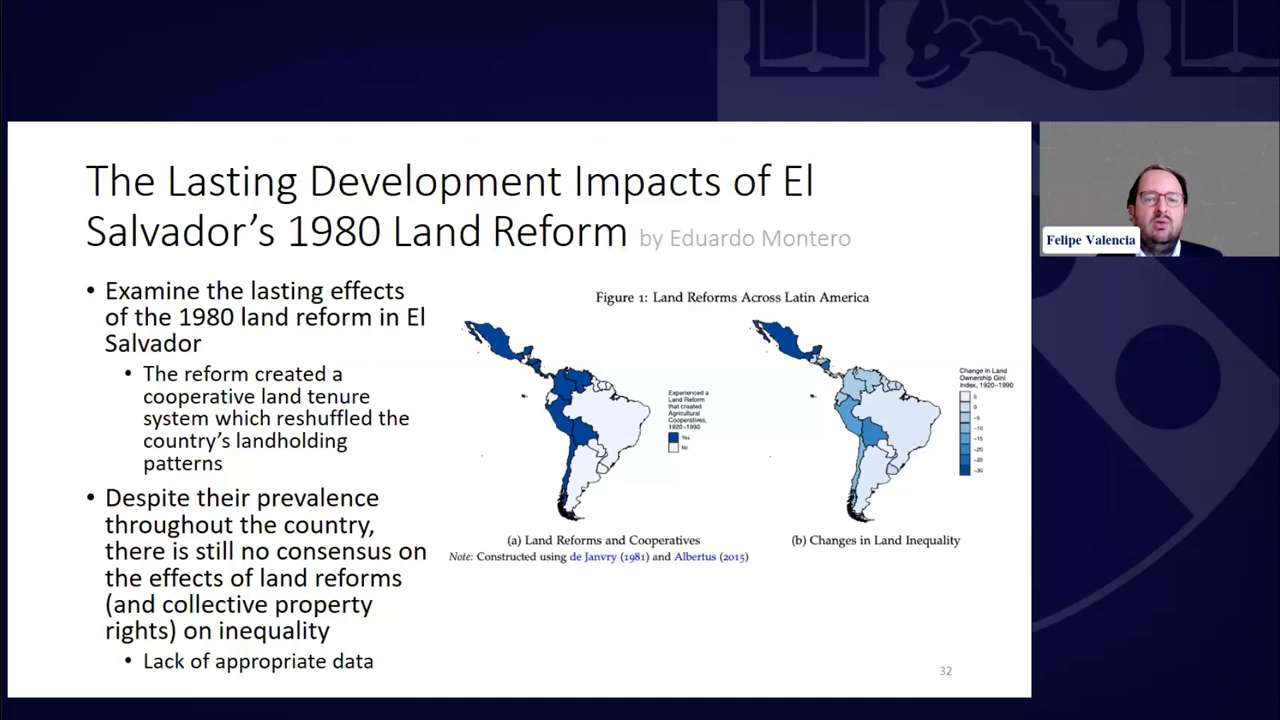 The Lasting Development Impacts of El
Salvador's 1980 Land Reform by Eduardo Montero
• Examine the lasting effects
of the 1980 land reform in El
Salvador
• The reform created a
cooperative land tenure
system which reshuffled the
country's landholding
patterns
• Despite their prevalence
throughout the country,
there is still no consensus on
the effects of land reforms
(and collective property
rights) on inequality
• Lack of appropriate data
Figure 1: Land Reforms Across Latin America
Experienced a
Land Reform
that created
Agricultural
Cooperatives,
1920–1990
Yes
No
(a) Land Reforms and Cooperatives
Change in Land
Ownership Gini
Index, 1920–1990
5
0
−5
−10
−15
−20
−25
−30
(b) Changes in Land Inequality
Note: Constructed using de Janvry (1981) and Albertus (2015)
32
Felipe Valencia